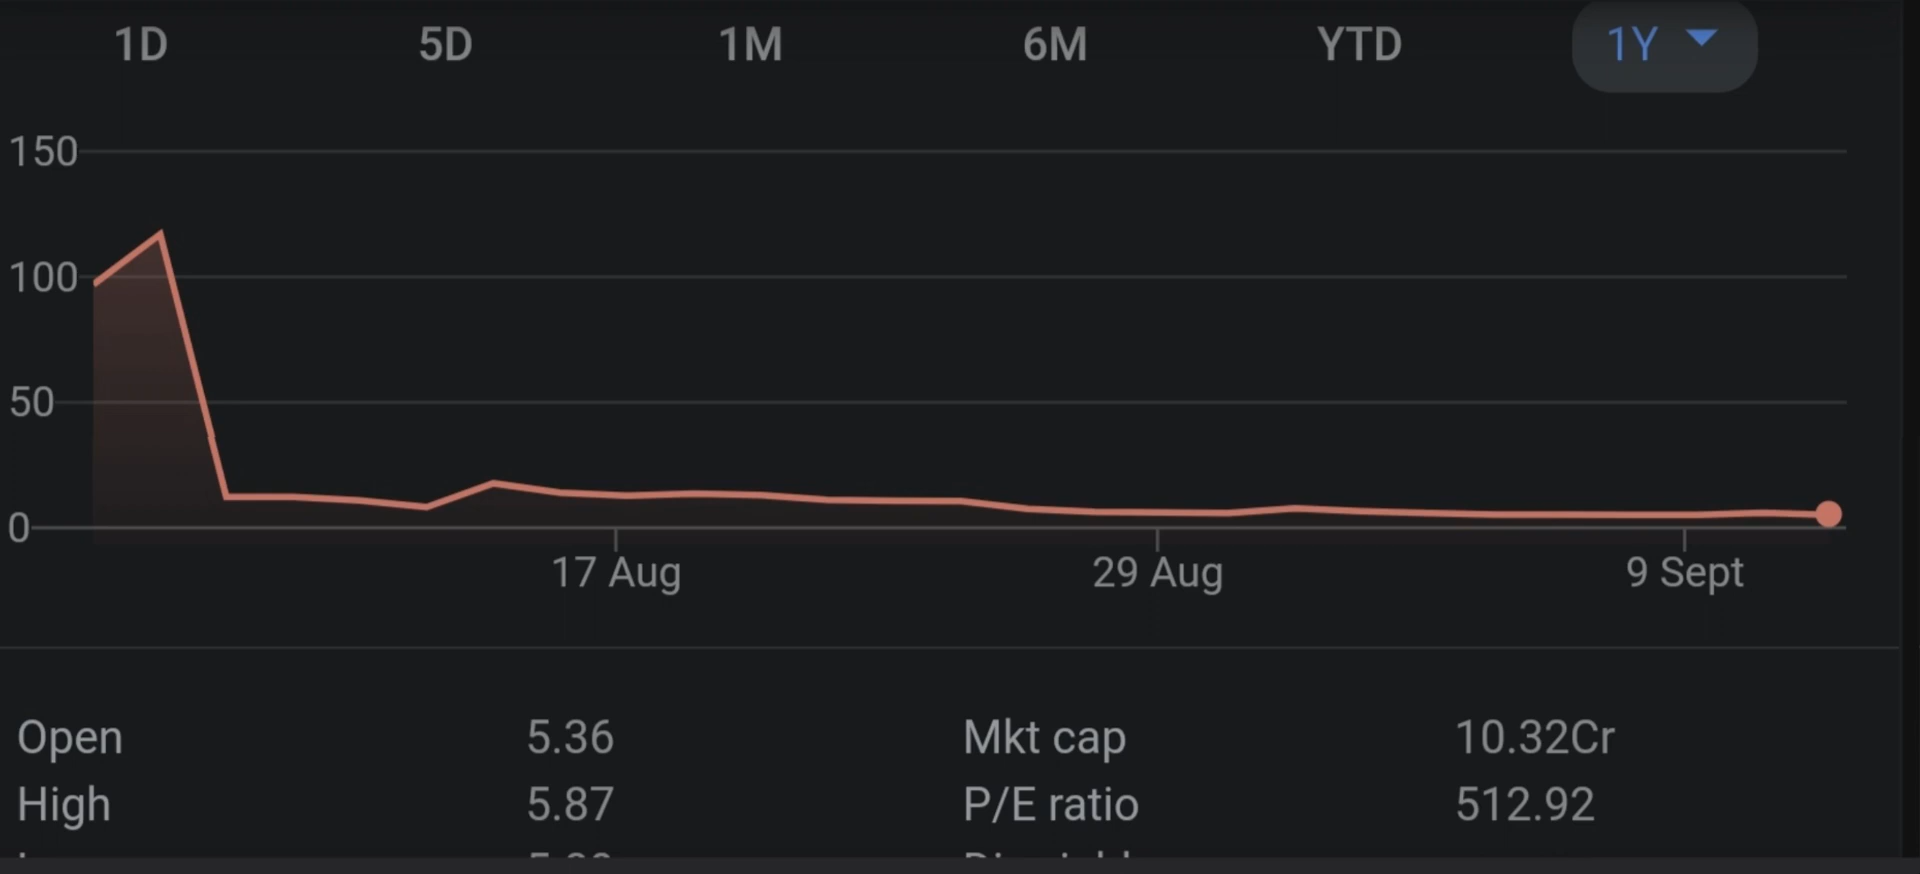 1D 5D 1M 6M YTD 1Y
150
100
50
0
17 Aug 29 Aug 9 Sept
Open 5.36 Mkt cap 10.32Cr
High 5.87 P/E ratio 512.92